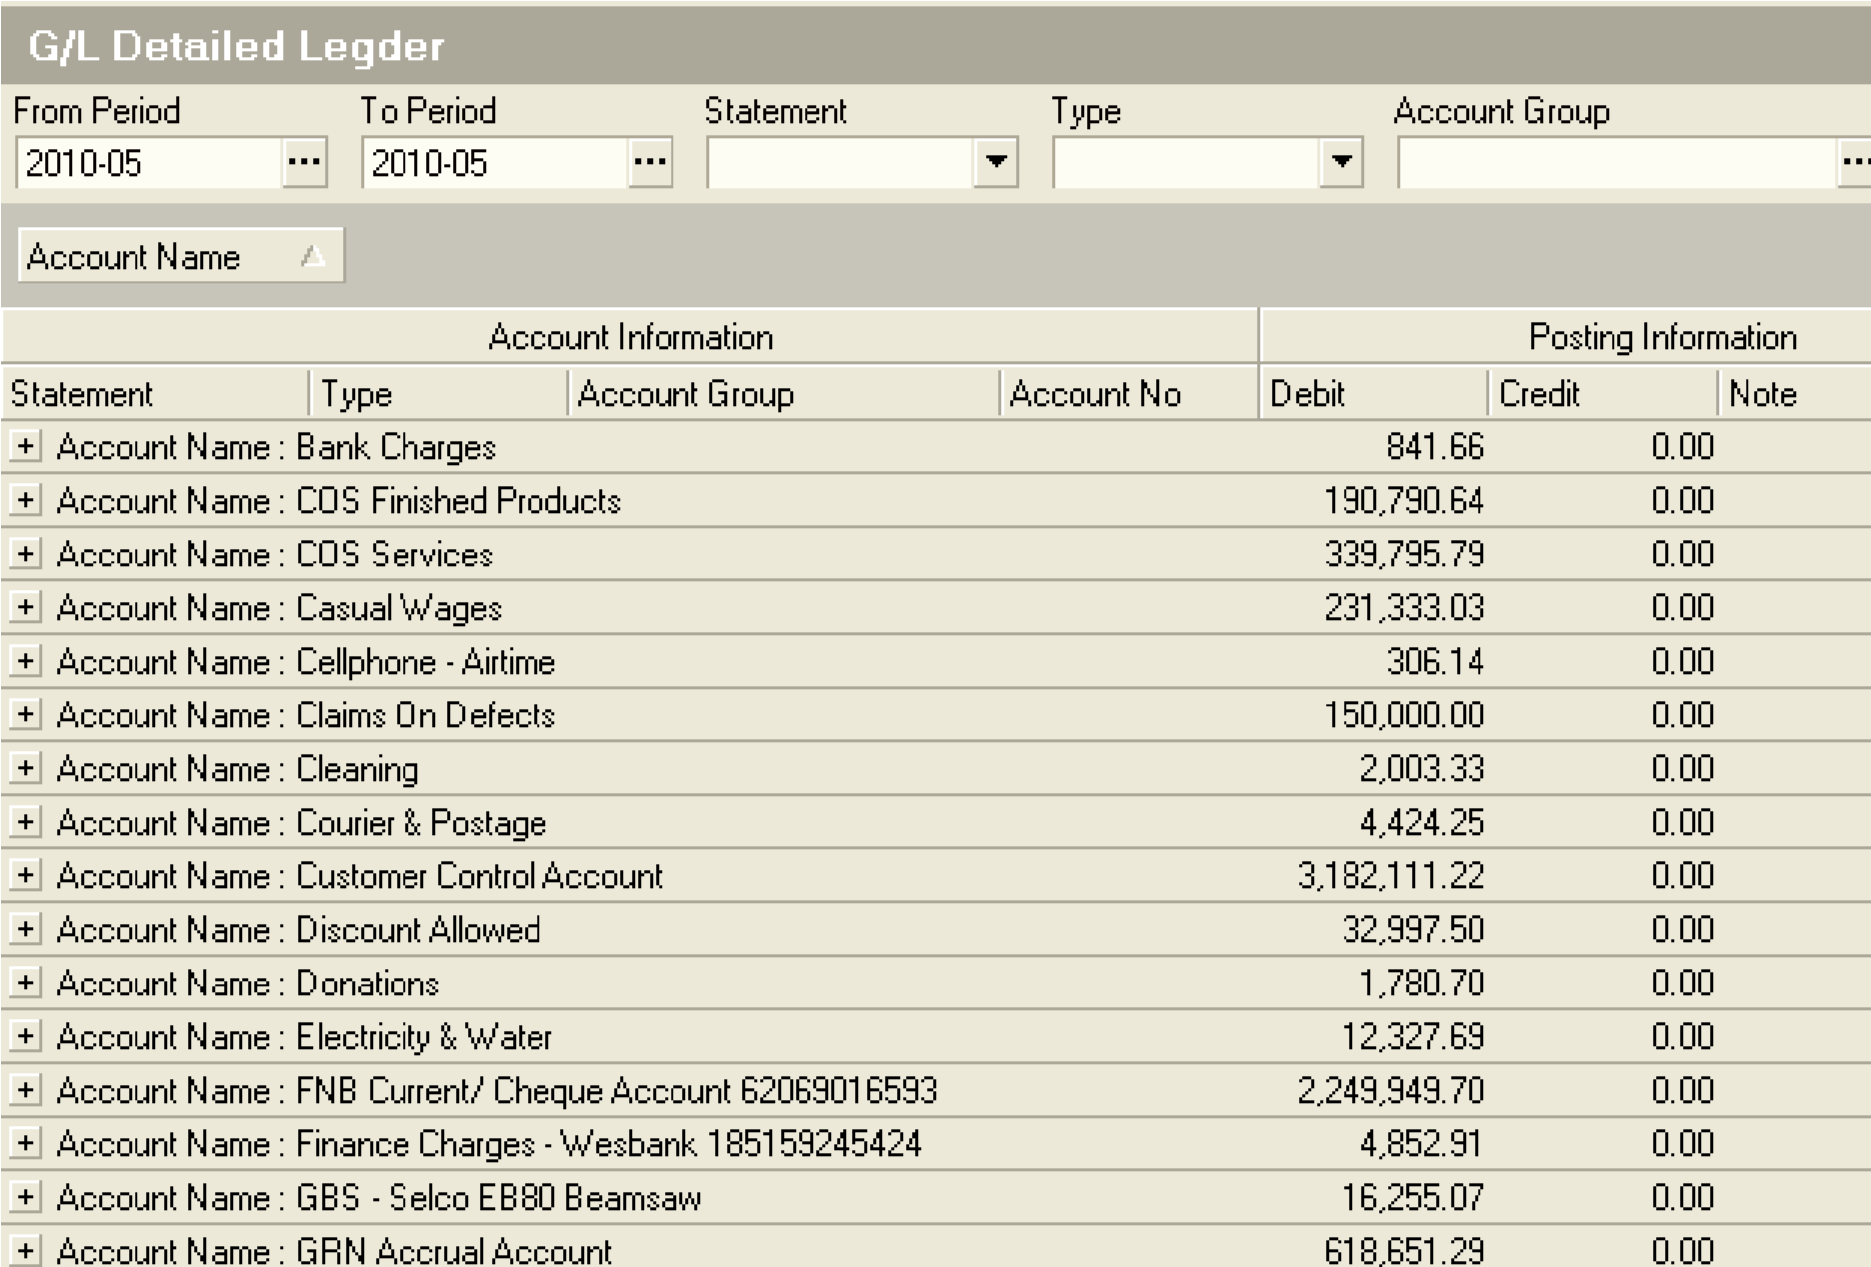 G/L Detailed Legder
From Period To Period Statement Type Account Group
2010-05 ... 2010-05 ... ...
Account Name
Account Information Posting Information
Statement Type Account Group Account No Debit Credit Note
+ Account Name : Bank Charges 841.66 0.00
+ Account Name : COS Finished Products 190,790.64 0.00
+ Account Name : COS Services 339,795.79 0.00
+ Account Name : Casual Wages 231,333.03 0.00
+ Account Name : Cellphone - Airtime 306.14 0.00
+ Account Name : Claims On Defects 150,000.00 0.00
+ Account Name : Cleaning 2,003.33 0.00
+ Account Name : Courier & Postage 4,424.25 0.00
+ Account Name : Customer Control Account 3,182,111.22 0.00
+ Account Name : Discount Allowed 32,997.50 0.00
+ Account Name : Donations 1,780.70 0.00
+ Account Name : Electricity & Water 12,327.69 0.00
+ Account Name : FNB Current/ Cheque Account 62069016593 2,249,949.70 0.00
+ Account Name : Finance Charges - Wesbank 185159245424 4,852.91 0.00
+ Account Name : GBS - Selco EB80 Beamsaw 16,255.07 0.00
+ Account Name : GRN Accrual Account 618,651.29 0.00